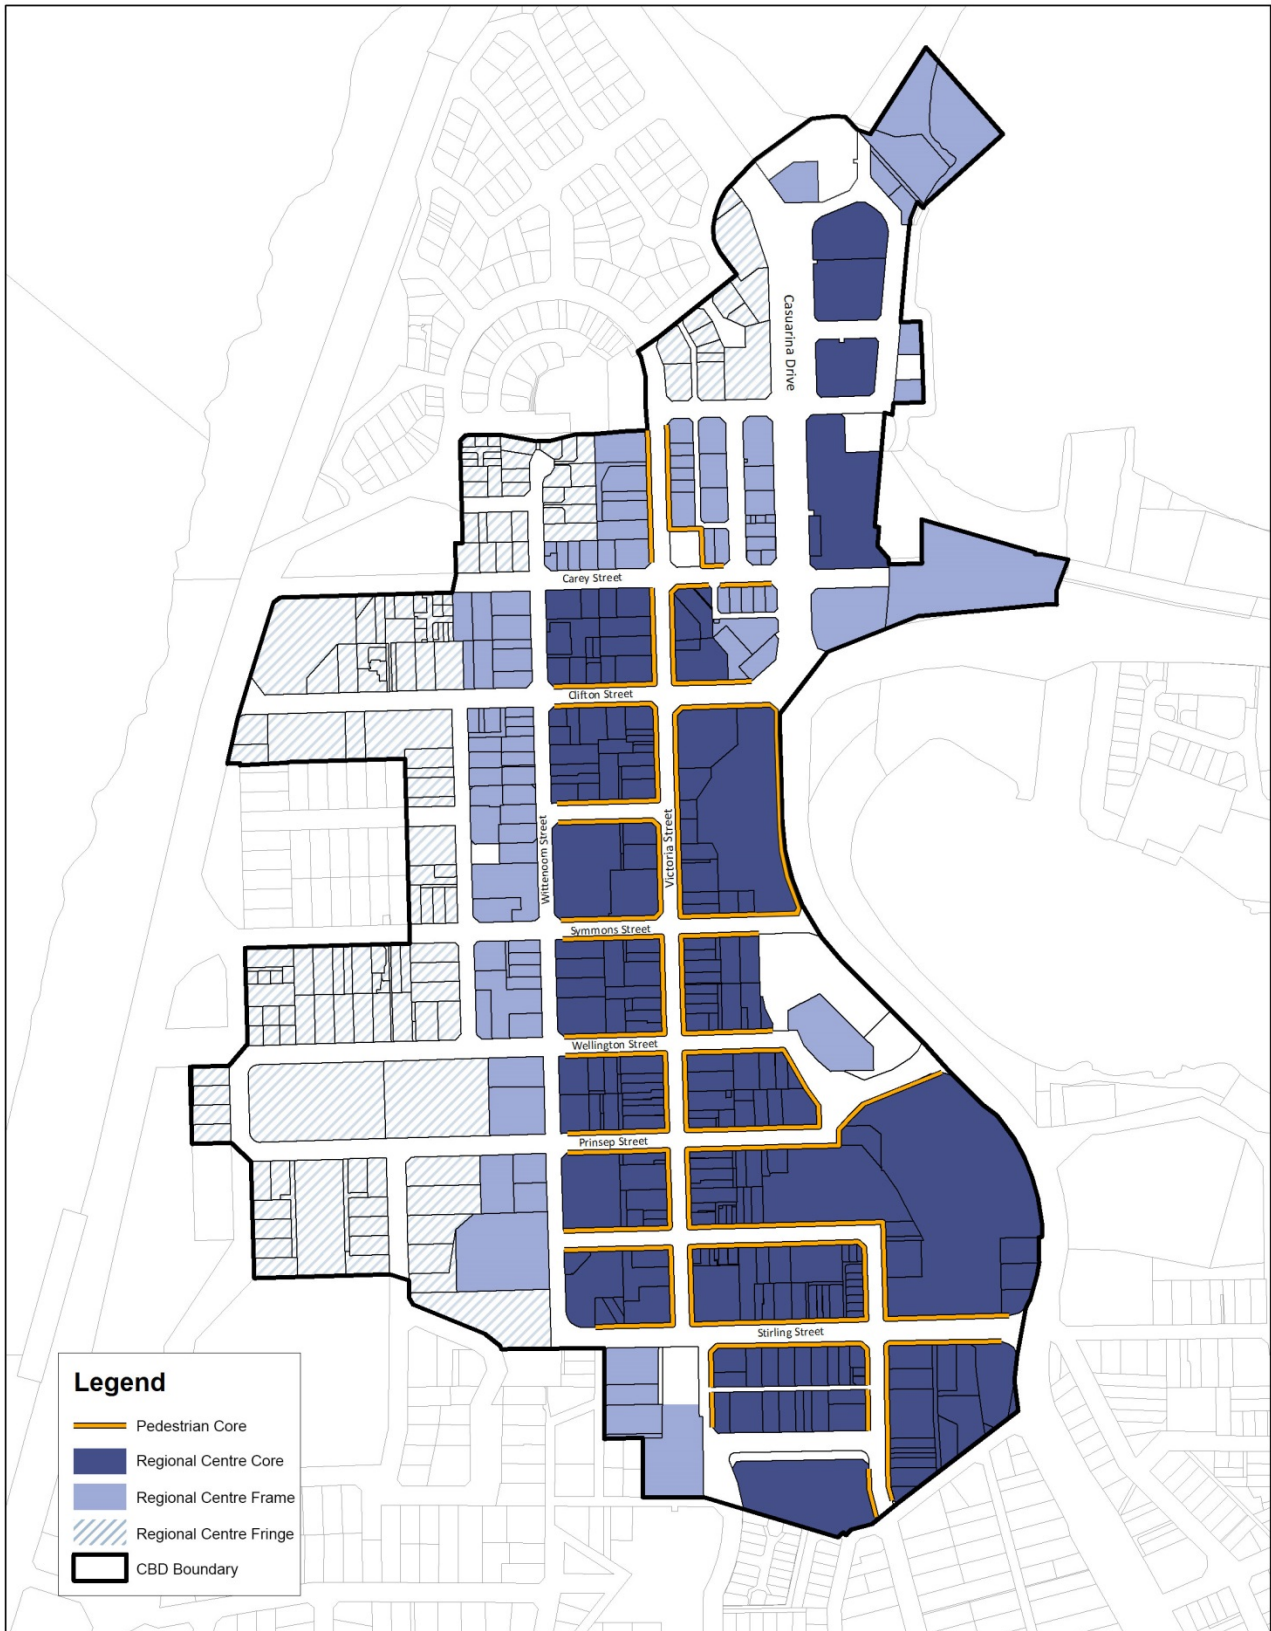 Casuarina Drive
Carey Street
Clifton Street
Wittenoom Street
Victoria Street
Symmons Street
Wellington Street
Prinsep Street
Stirling Street
Legend
Pedestrian Core
Regional Centre Core
Regional Centre Frame
Regional Centre Fringe
CBD Boundary